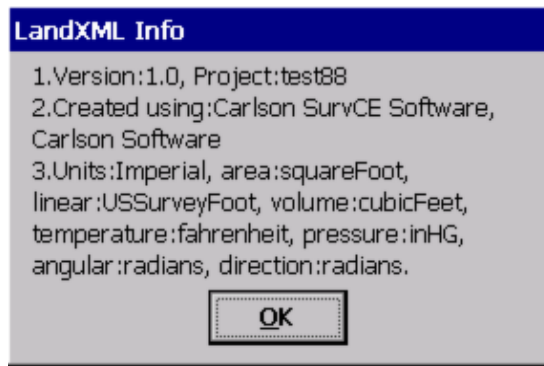 LandXML Info
1.Version:1.0, Project:test88
2.Created using:Carlson SurvCE Software,
Carlson Software
3.Units:Imperial, area:squareFoot,
linear:USSurveyFoot, volume:cubicFeet,
temperature:fahrenheit, pressure:inHG,
angular:radians, direction:radians.
OK